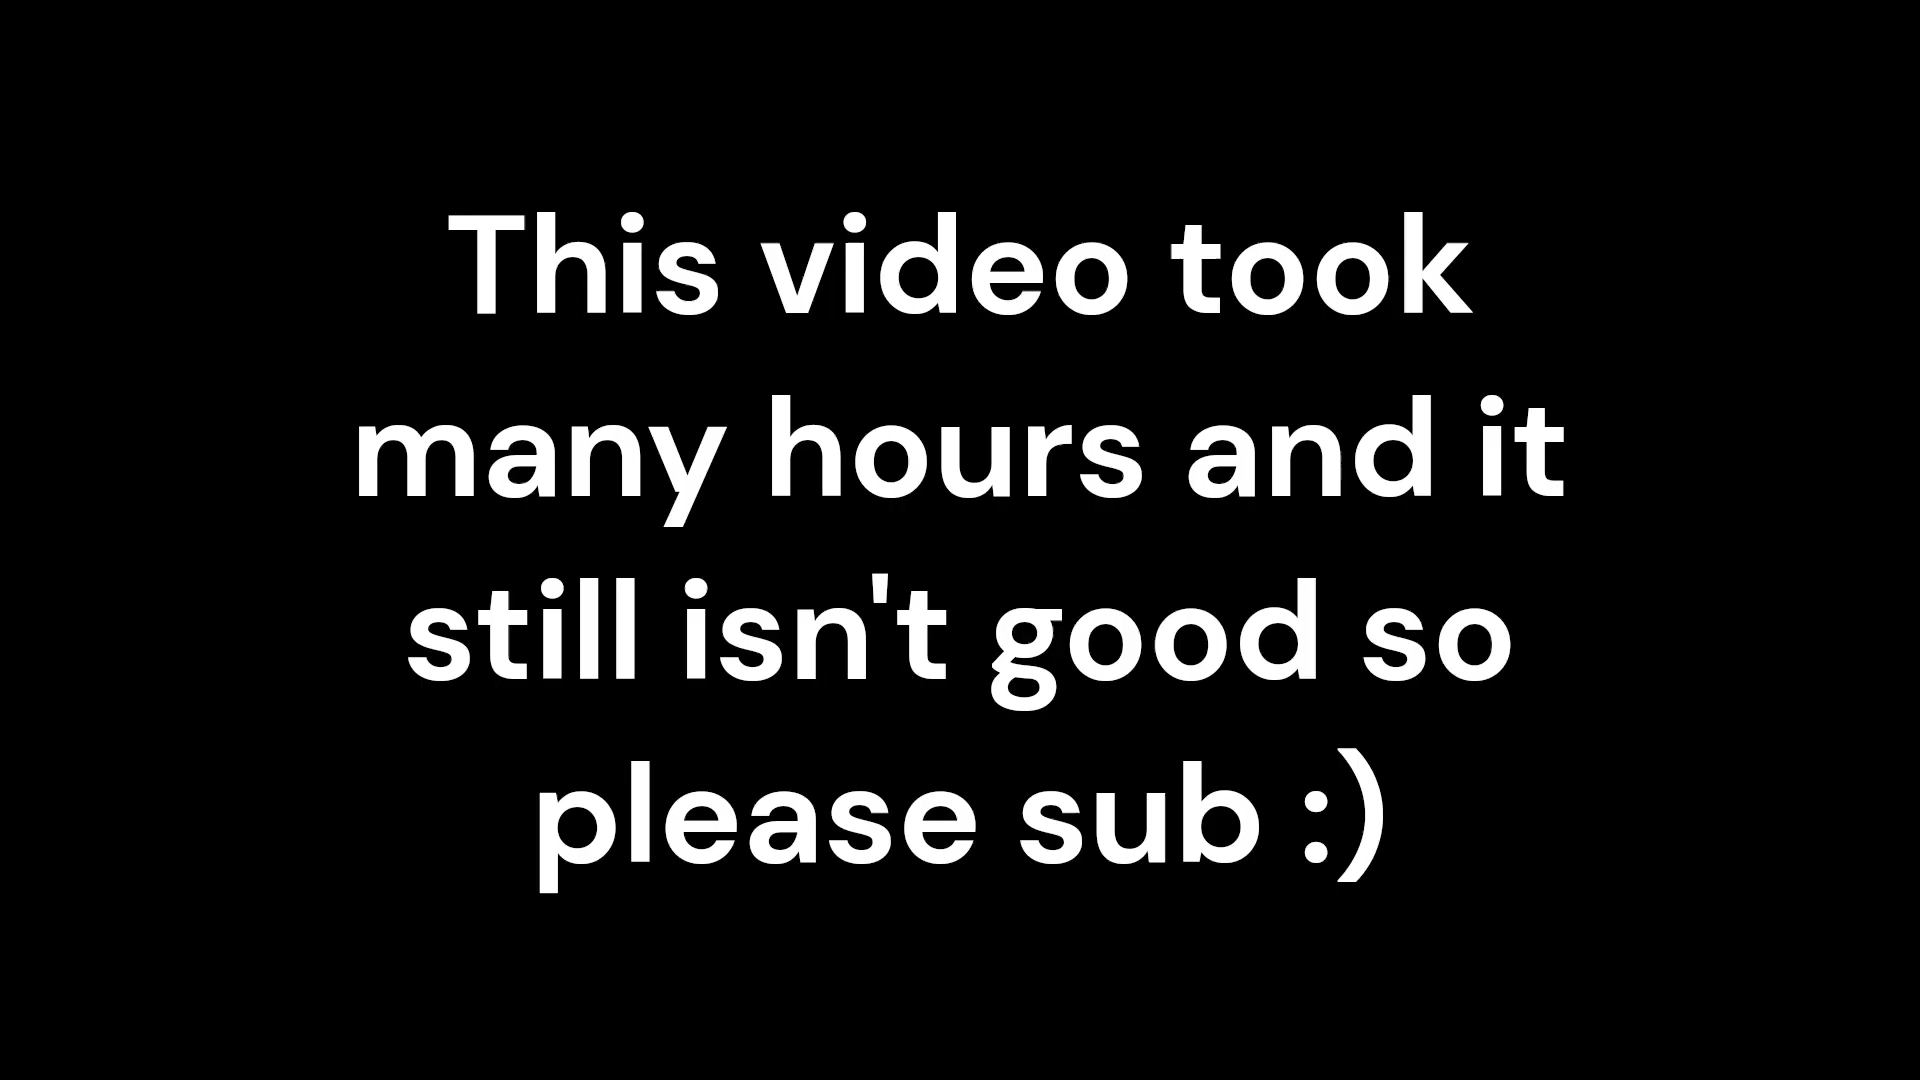 This video took
many hours and it
still isn't good so
please sub :)